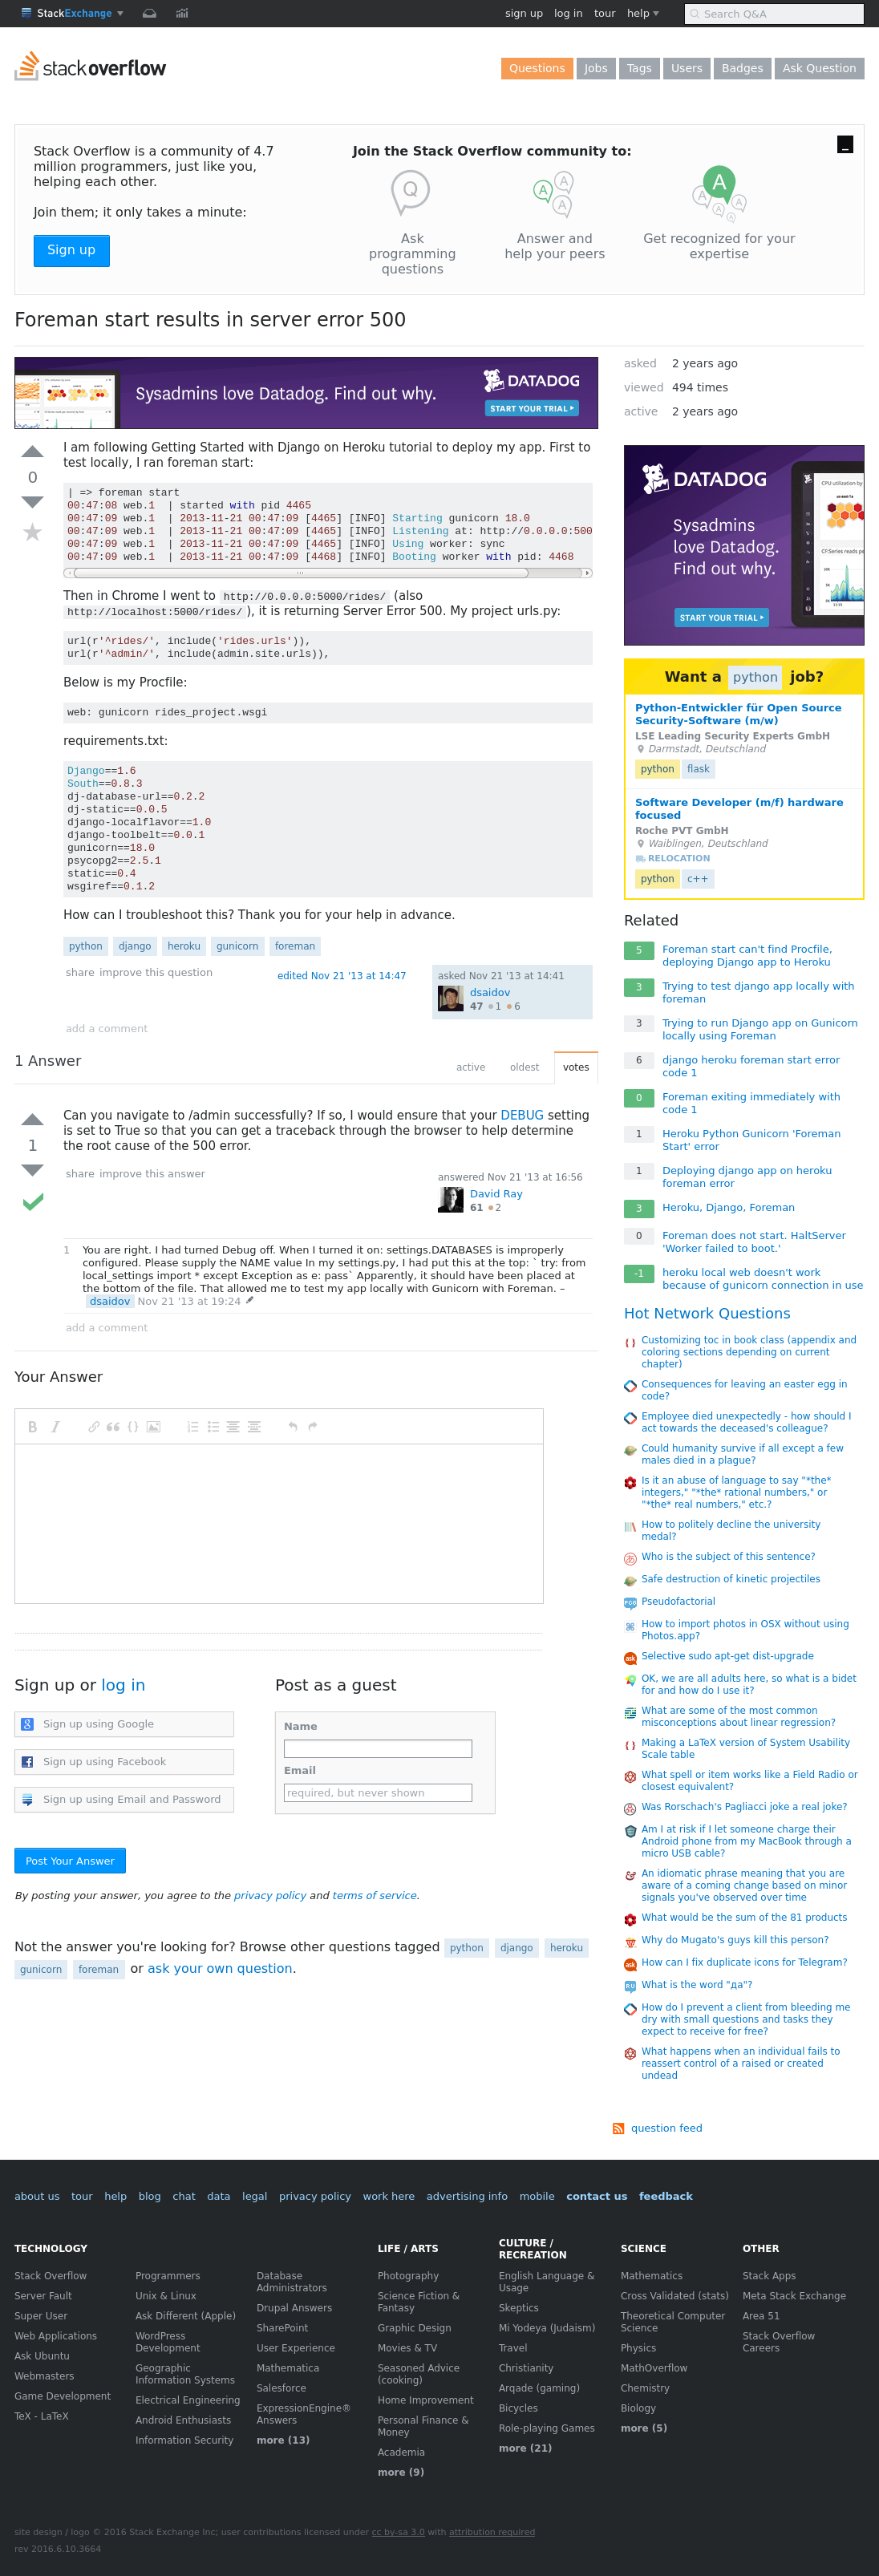 StackExchange
sign up log in tour help
Search Q&A
stackoverflow
Questions Jobs Tags Users Badges Ask Question
Stack Overflow is a community of 4.7
million programmers, just like you,
helping each other.
Join them; it only takes a minute:
Sign up
Join the Stack Overflow community to:
Ask
programming
questions
Answer and
help your peers
Get recognized for your
expertise
Foreman start results in server error 500
Sysadmins love Datadog. Find out why.
DATADOG
START YOUR TRIAL
0
I am following Getting Started with Django on Heroku tutorial to deploy my app. First to
test locally, I ran foreman start:
| => foreman start
00:47:08 web.1  | started with pid 4465
00:47:09 web.1  | 2013-11-21 00:47:09 [4465] [INFO] Starting gunicorn 18.0
00:47:09 web.1  | 2013-11-21 00:47:09 [4465] [INFO] Listening at: http://0.0.0.0:500
00:47:09 web.1  | 2013-11-21 00:47:09 [4465] [INFO] Using worker: sync
00:47:09 web.1  | 2013-11-21 00:47:09 [4468] [INFO] Booting worker with pid: 4468
Then in Chrome I went to http://0.0.0.0:5000/rides/ (also
http://localhost:5000/rides/ ), it is returning Server Error 500. My project urls.py:
url(r'^rides/', include('rides.urls')),
url(r'^admin/', include(admin.site.urls)),
Below is my Procfile:
web: gunicorn rides_project.wsgi
requirements.txt:
Django==1.6
South==0.8.3
dj-database-url==0.2.2
dj-static==0.0.5
django-localflavor==1.0
django-toolbelt==0.0.1
gunicorn==18.0
psycopg2==2.5.1
static==0.4
wsgiref==0.1.2
How can I troubleshoot this? Thank you for your help in advance.
python django heroku gunicorn foreman
share improve this question
edited Nov 21 '13 at 14:47
asked Nov 21 '13 at 14:41
dsaidov
47 1 6
add a comment
1 Answer
active oldest votes
1
Can you navigate to /admin successfully? If so, I would ensure that your DEBUG setting
is set to True so that you can get a traceback through the browser to help determine
the root cause of the 500 error.
share improve this answer
answered Nov 21 '13 at 16:56
David Ray
61 2
1 You are right. I had turned Debug off. When I turned it on: settings.DATABASES is improperly
configured. Please supply the NAME value In my settings.py, I had put this at the top: ` try: from
local_settings import * except Exception as e: pass` Apparently, it should have been placed at
the bottom of the file. That allowed me to test my app locally with Gunicorn with Foreman. –
dsaidov Nov 21 '13 at 19:24
add a comment
Your Answer
Sign up or log in
Sign up using Google
Sign up using Facebook
Sign up using Email and Password
Post as a guest
Name
Email
required, but never shown
Post Your Answer
By posting your answer, you agree to the privacy policy and terms of service.
Not the answer you're looking for? Browse other questions tagged python django heroku
gunicorn foreman or ask your own question.
asked 2 years ago
viewed 494 times
active 2 years ago
DATADOG
Sysadmins
love Datadog.
Find out why.
START YOUR TRIAL
Want a python job?
Python-Entwickler für Open Source
Security-Software (m/w)
LSE Leading Security Experts GmbH
Darmstadt, Deutschland
python flask
Software Developer (m/f) hardware
focused
Roche PVT GmbH
Waiblingen, Deutschland
RELOCATION
python c++
Related
5 Foreman start can't find Procfile,
deploying Django app to Heroku
3 Trying to test django app locally with
foreman
3 Trying to run Django app on Gunicorn
locally using Foreman
6 django heroku foreman start error
code 1
0 Foreman exiting immediately with
code 1
1 Heroku Python Gunicorn 'Foreman
Start' error
1 Deploying django app on heroku
foreman error
3 Heroku, Django, Foreman
0 Foreman does not start. HaltServer
'Worker failed to boot.'
-1 heroku local web doesn't work
because of gunicorn connection in use
Hot Network Questions
Customizing toc in book class (appendix and
coloring sections depending on current
chapter)
Consequences for leaving an easter egg in
code?
Employee died unexpectedly - how should I
act towards the deceased's colleague?
Could humanity survive if all except a few
males died in a plague?
Is it an abuse of language to say "*the*
integers," "*the* rational numbers," or
"*the* real numbers," etc.?
How to politely decline the university
medal?
Who is the subject of this sentence?
Safe destruction of kinetic projectiles
Pseudofactorial
How to import photos in OSX without using
Photos.app?
Selective sudo apt-get dist-upgrade
OK, we are all adults here, so what is a bidet
for and how do I use it?
What are some of the most common
misconceptions about linear regression?
Making a LaTeX version of System Usability
Scale table
What spell or item works like a Field Radio or
closest equivalent?
Was Rorschach's Pagliacci joke a real joke?
Am I at risk if I let someone charge their
Android phone from my MacBook through a
micro USB cable?
An idiomatic phrase meaning that you are
aware of a coming change based on minor
signals you've observed over time
What would be the sum of the 81 products
Why do Mugato's guys kill this person?
How can I fix duplicate icons for Telegram?
What is the word "да"?
How do I prevent a client from bleeding me
dry with small questions and tasks they
expect to receive for free?
What happens when an individual fails to
reassert control of a raised or created
undead
question feed
about us tour help blog chat data legal privacy policy work here advertising info mobile contact us feedback
TECHNOLOGY
Stack Overflow
Server Fault
Super User
Web Applications
Ask Ubuntu
Webmasters
Game Development
TeX - LaTeX
Programmers
Unix & Linux
Ask Different (Apple)
WordPress
Development
Geographic
Information Systems
Electrical Engineering
Android Enthusiasts
Information Security
Database
Administrators
Drupal Answers
SharePoint
User Experience
Mathematica
Salesforce
ExpressionEngine®
Answers
more (13)
LIFE / ARTS
Photography
Science Fiction &
Fantasy
Graphic Design
Movies & TV
Seasoned Advice
(cooking)
Home Improvement
Personal Finance &
Money
Academia
more (9)
CULTURE /
RECREATION
English Language &
Usage
Skeptics
Mi Yodeya (Judaism)
Travel
Christianity
Arqade (gaming)
Bicycles
Role-playing Games
more (21)
SCIENCE
Mathematics
Cross Validated (stats)
Theoretical Computer
Science
Physics
MathOverflow
Chemistry
Biology
more (5)
OTHER
Stack Apps
Meta Stack Exchange
Area 51
Stack Overflow
Careers
site design / logo © 2016 Stack Exchange Inc; user contributions licensed under cc by-sa 3.0 with attribution required
rev 2016.6.10.3664